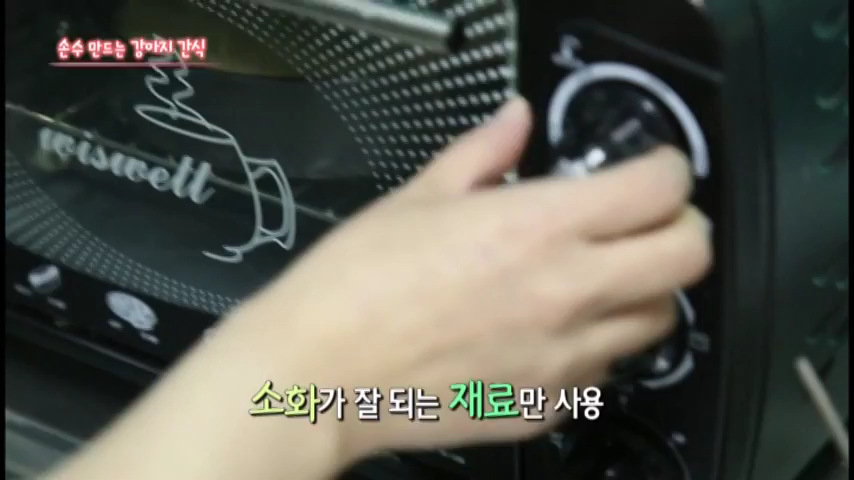 손수 만드는 강아지 간식
wiswell
소화가 잘 되는 재료만 사용